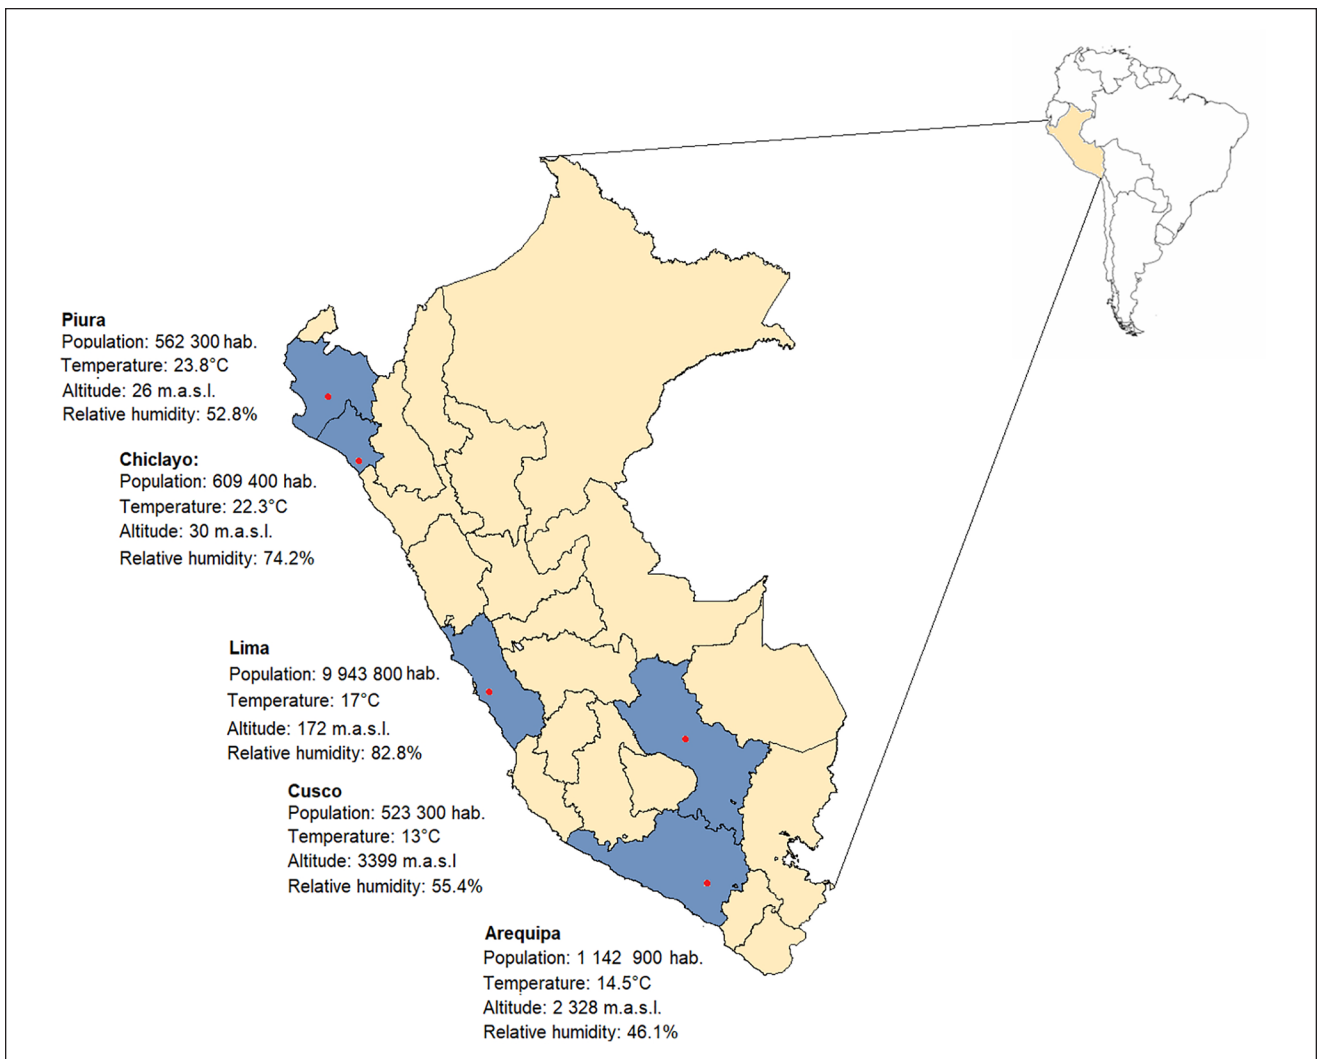 Piura
Population: 562 300 hab.
Temperature: 23.8°C
Altitude: 26 m.a.s.l.
Relative humidity: 52.8%
Chiclayo:
Population: 609 400 hab.
Temperature: 22.3°C
Altitude: 30 m.a.s.l.
Relative humidity: 74.2%
Lima
Population: 9 943 800 hab.
Temperature: 17°C
Altitude: 172 m.a.s.l.
Relative humidity: 82.8%
Cusco
Population: 523 300 hab.
Temperature: 13°C
Altitude: 3399 m.a.s.l
Relative humidity: 55.4%
Arequipa
Population: 1 142 900 hab.
Temperature: 14.5°C
Altitude: 2 328 m.a.s.l.
Relative humidity: 46.1%